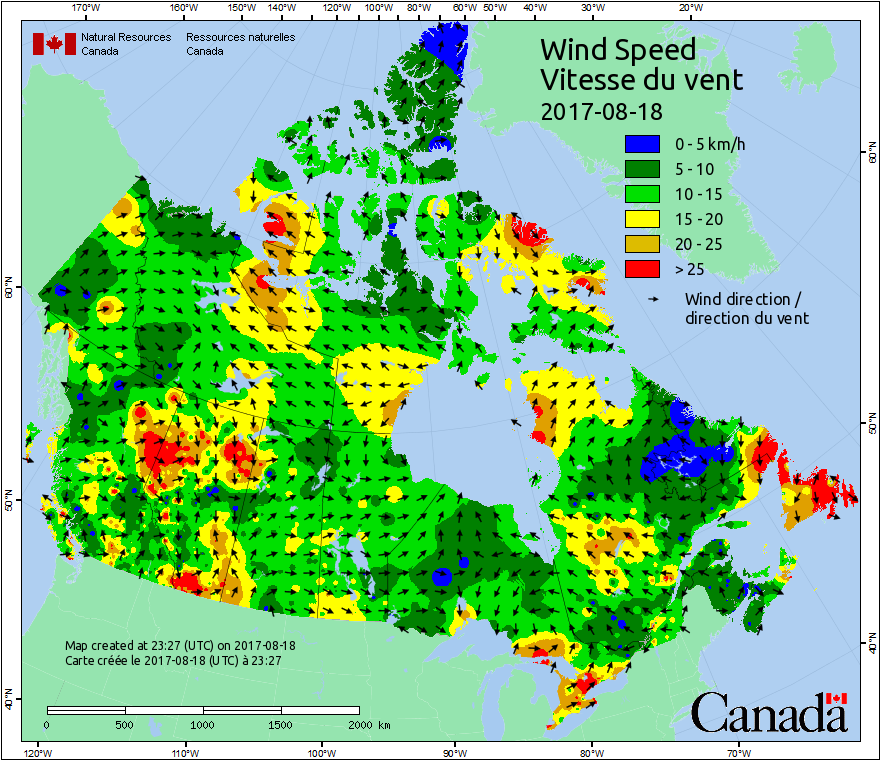 170°W 160°W 150°W 140°W 120°W 100°W 80°W 60°W 50°W 40°W 30°W 20°W
Natural Resources Ressources naturelles
Canada Canada
Wind Speed
Vitesse du vent
2017-08-18
0 - 5 km/h
5 - 10
10 - 15
15 - 20
20 - 25
> 25
Wind direction /
direction du vent
60°N
60°N
50°N
50°N
40°N
40°N
Map created at 23:27 (UTC) on 2017-08-18
Carte créée le 2017-08-18 (UTC) à 23:27
0 500 1000 1500 2000 km
Canada
120°W 110°W 100°W 90°W 80°W 70°W